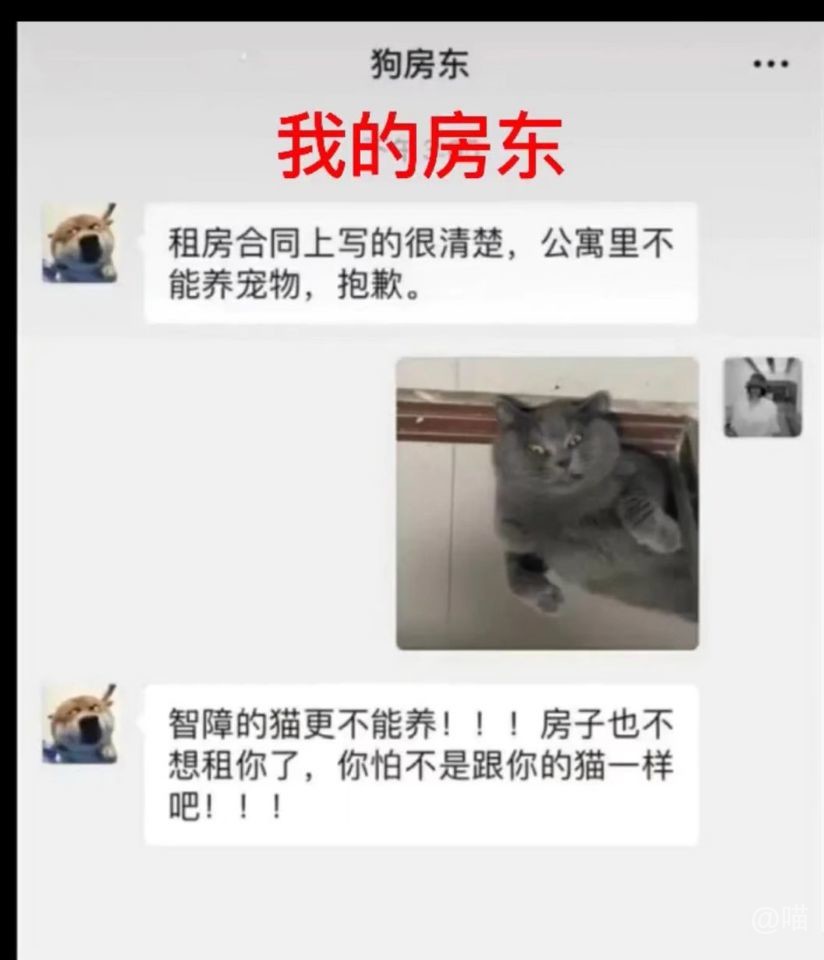 狗房东
我的房东
租房合同上写的很清楚，公寓里不
能养宠物，抱歉。
智障的猫更不能养！！！房子也不
想租你了，你怕不是跟你的猫一样
吧！！！
@喵